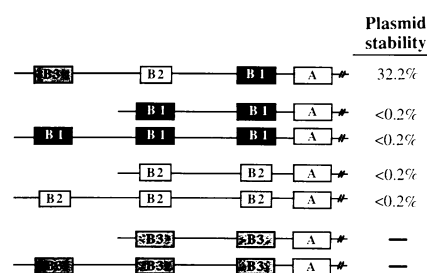 Plasmid
stability
B3 B2 B1 A 32.2%
B1 B1 A <0.2%
B1 B1 B1 A <0.2%
B2 B2 A <0.2%
B2 B2 B2 A <0.2%
B3 B3 A —
B3 B3 B3 A —